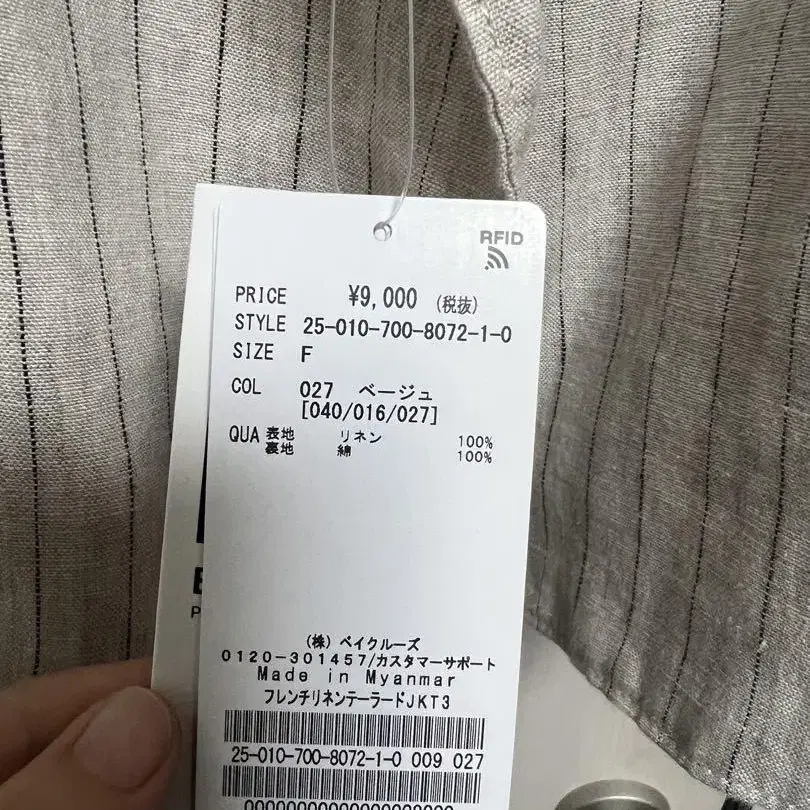 RFID
PRICE ¥9,000 (税抜)
STYLE 25-010-700-8072-1-0
SIZE F
COL 027 ベージュ
[040/016/027]
QUA 表地 リネン 100%
裏地 綿 100%
(株) ベイクルーズ
0120-301457/カスタマーサポート
Made in Myanmar
フレンチリネンテーラードJKT3
25-010-700-8072-1-0 009 027